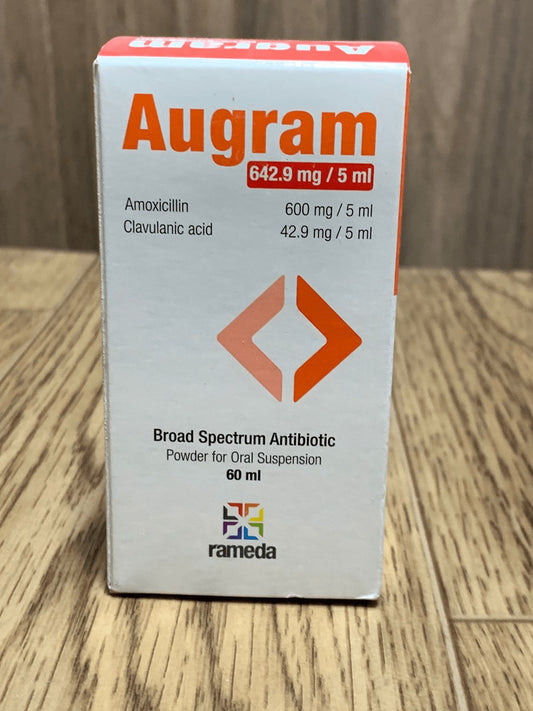 Augram
Augram
642.9 mg / 5 ml
Amoxicillin 600 mg / 5 ml
Clavulanic acid 42.9 mg / 5 ml
Broad Spectrum Antibiotic
Powder for Oral Suspension
60 ml
rameda